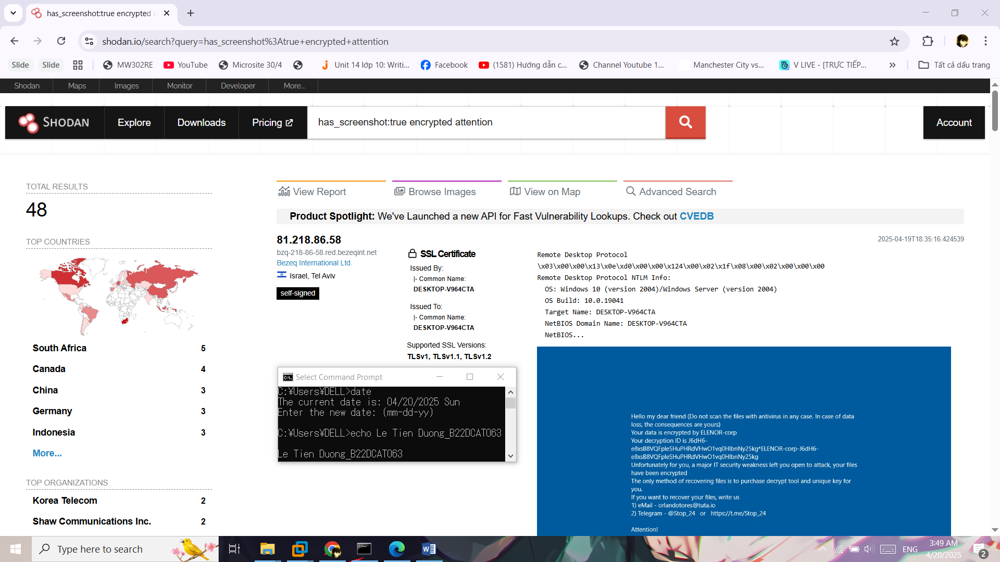 has_screenshot:true encrypted a
shodan.io/search?query=has_screenshot%3Atrue+encrypted+attention
Slide
Slide
MW302RE
YouTube
Microsite 30/4
Unit 14 lớp 10: Writi...
Facebook
(1581) Hướng dẫn c...
Channel Youtube 1...
Manchester City vs...
V LIVE - [TRỰC TIẾP...
Tất cả dấu trang
Shodan
Maps
Images
Monitor
Developer
More...
SHODAN
Explore
Downloads
Pricing
has_screenshot:true encrypted attention
Account
TOTAL RESULTS
48
TOP COUNTRIES
South Africa 5
Canada 4
China 3
Germany 3
Indonesia 3
More...
TOP ORGANIZATIONS
Korea Telecom 2
Shaw Communications Inc. 2
View Report
Browse Images
View on Map
Advanced Search
Product Spotlight: We've Launched a new API for Fast Vulnerability Lookups. Check out CVEDB
81.218.86.58
bzq-218-86-58.red.bezeqint.net
Bezeq International Ltd.
Israel, Tel Aviv
self-signed
SSL Certificate
Issued By:
|- Common Name:
DESKTOP-V964CTA
Issued To:
|- Common Name:
DESKTOP-V964CTA
Supported SSL Versions:
TLSv1, TLSv1.1, TLSv1.2
2025-04-19T18:35:16.424539
Remote Desktop Protocol
\x03\x00\x00\x13\x0e\xd0\x00\x00\x124\x00\x02\x1f\x08\x00\x02\x00\x00\x00
Remote Desktop Protocol NTLM Info:
OS: Windows 10 (version 2004)/Windows Server (version 2004)
OS Build: 10.0.19041
Target Name: DESKTOP-V964CTA
NetBIOS Domain Name: DESKTOP-V964CTA
NetBIOS...
Select Command Prompt
C:¥Users¥DELL>date
The current date is: 04/20/2025 Sun
Enter the new date: (mm-dd-yy)
C:¥Users¥DELL>echo Le Tien Duong_B22DCAT063
Le Tien Duong_B22DCAT063
Hello my dear friend (Do not scan the files with antivirus in any case. In case of data
loss, the consequences are yours)
Your data is encrypted by ELENOR-corp
Your decryption ID is J6dH6-
e8xsB8VQFpleSHuPHRdVHwO1vq0HIbnNy25kg*ELENOR-corp-J6dH6-
e8xsB8VQFpleSHuPHRdVHwO1vq0HIbnNy25kg
Unfortunately for you, a major IT security weakness left you open to attack, your files
have been encrypted
The only method of recovering files is to purchase decrypt tool and unique key for
you.
If you want to recover your files, write us
1) eMail - orlandotores@tuta.io
2) Telegram - @Stop_24 or https://t.me/Stop_24
Attention!
Type here to search
ENG
3:49 AM
4/20/2025
2